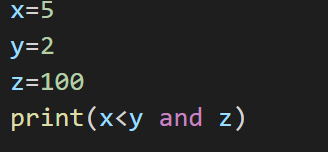 x=5
y=2
z=100
print(x<y and z)